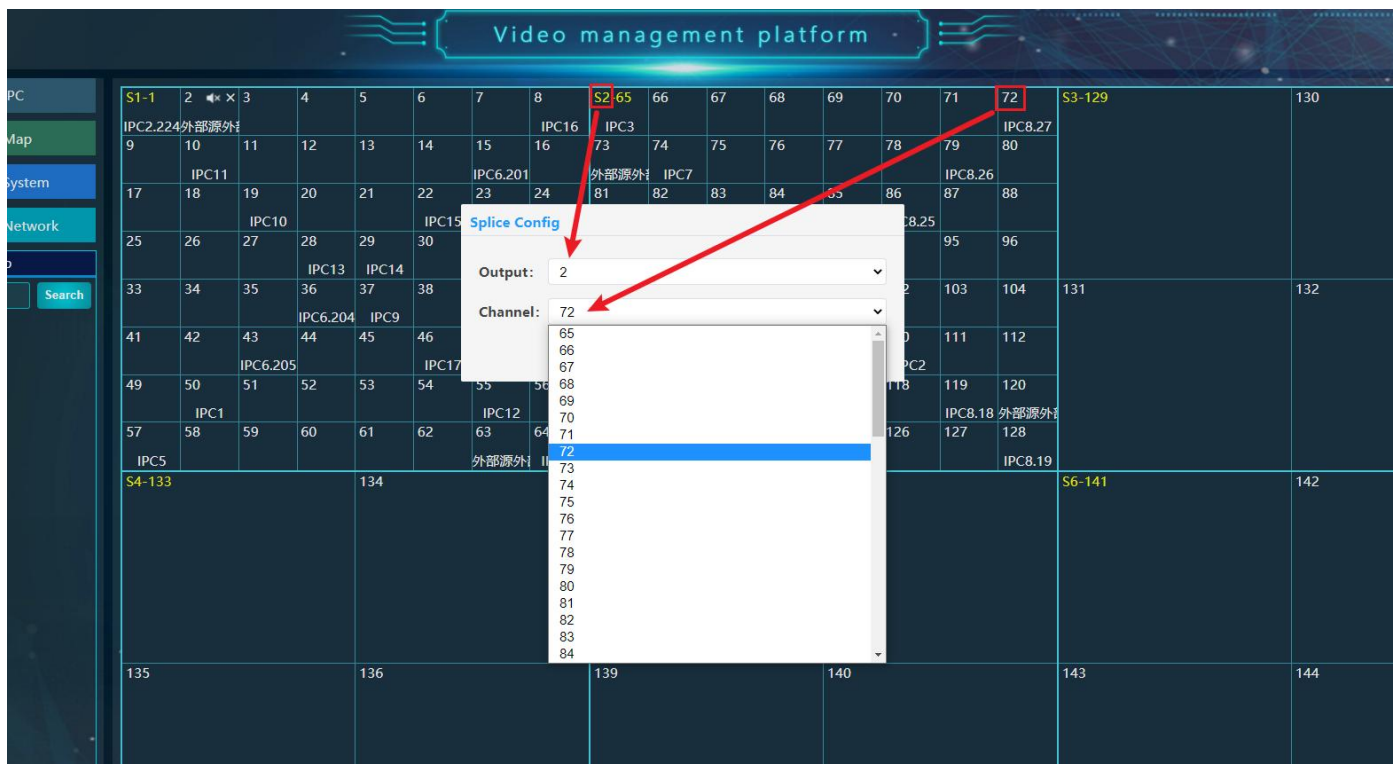 Video management platform
PC
Map
System
Network
Search
S1-1 2 3 4 5 6 7 8 S2-65 66 67 68 69 70 71 72 S3-129 130
IPC2.224 外部源外 IPC16 IPC3 IPC8.27
9 10 11 12 13 14 15 16 73 74 75 76 77 78 79 80
IPC11 IPC6.201 外部源外 IPC7 IPC8.26
17 18 19 20 21 22 23 24 81 82 83 84 85 86 87 88
IPC10 IPC15 C8.25
25 26 27 28 29 30 95 96
IPC13 IPC14
33 34 35 36 37 38 2 103 104 131 132
IPC6.204 IPC9
41 42 43 44 45 46 0 111 112
IPC6.205 IPC17 PC2
49 50 51 52 53 54 55 56 118 119 120
IPC1 IPC12 IPC8.18 外部源外
57 58 59 60 61 62 63 64 126 127 128
IPC5 外部源外 IPC8.19
S4-133 134 S6-141 142
135 136 139 140 143 144
Splice Config
Output: 2
Channel: 72
65
66
67
68
69
70
71
72
73
74
75
76
77
78
79
80
81
82
83
84